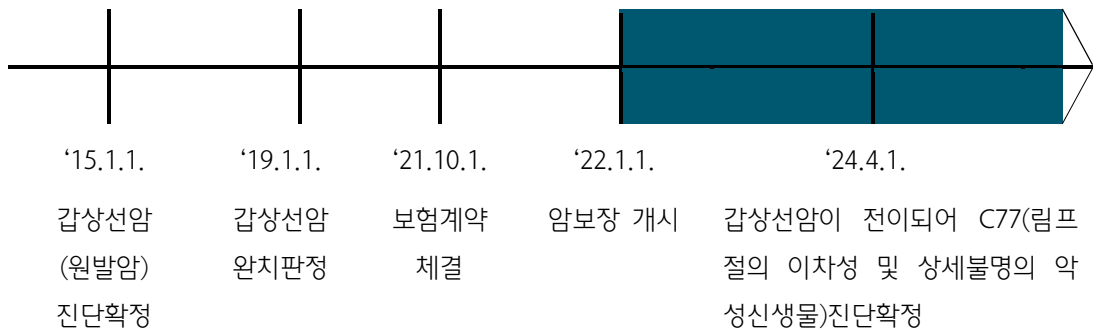 ‘15.1.1.
‘19.1.1.
‘21.10.1.
‘22.1.1.
‘24.4.1.
갑상선암
(원발암)
진단확정
갑상선암
완치판정
보험계약
체결
암보장 개시
갑상선암이 전이되어 C77(림프
절의 이차성 및 상세불명의 악
성신생물)진단확정